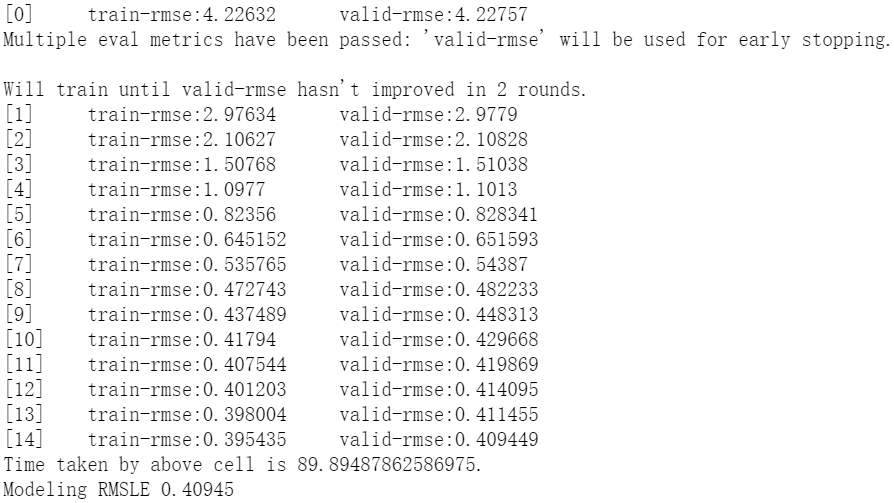 [0] train-rmse:4.22632 valid-rmse:4.22757
Multiple eval metrics have been passed: 'valid-rmse' will be used for early stopping.
Will train until valid-rmse hasn't improved in 2 rounds.
[1] train-rmse:2.97634 valid-rmse:2.9779
[2] train-rmse:2.10627 valid-rmse:2.10828
[3] train-rmse:1.50768 valid-rmse:1.51038
[4] train-rmse:1.0977 valid-rmse:1.1013
[5] train-rmse:0.82356 valid-rmse:0.828341
[6] train-rmse:0.645152 valid-rmse:0.651593
[7] train-rmse:0.535765 valid-rmse:0.54387
[8] train-rmse:0.472743 valid-rmse:0.482233
[9] train-rmse:0.437489 valid-rmse:0.448313
[10] train-rmse:0.41794 valid-rmse:0.429668
[11] train-rmse:0.407544 valid-rmse:0.419869
[12] train-rmse:0.401203 valid-rmse:0.414095
[13] train-rmse:0.398004 valid-rmse:0.411455
[14] train-rmse:0.395435 valid-rmse:0.409449
Time taken by above cell is 89.89487862586975.
Modeling RMSLE 0.40945